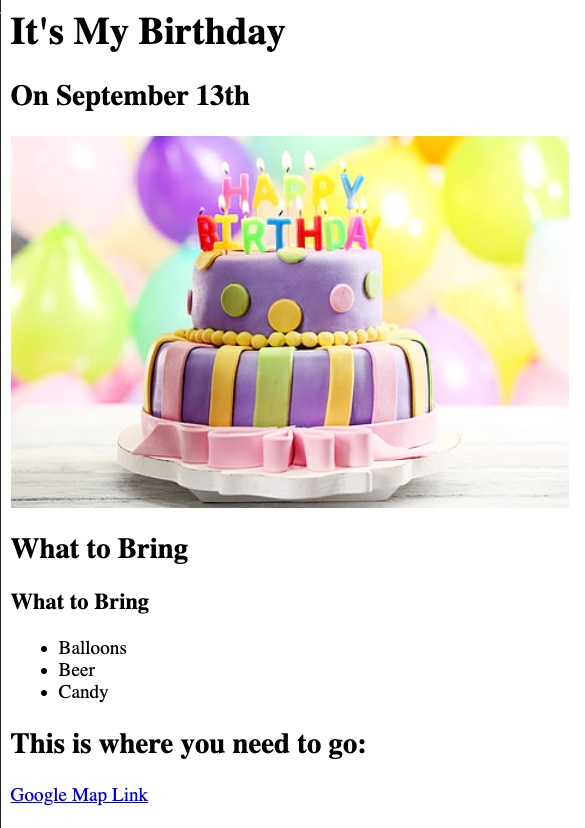 It's My Birthday
On September 13th
HAPPY
BIRTHDAY
What to Bring
What to Bring
Balloons
Beer
Candy
This is where you need to go:
Google Map Link